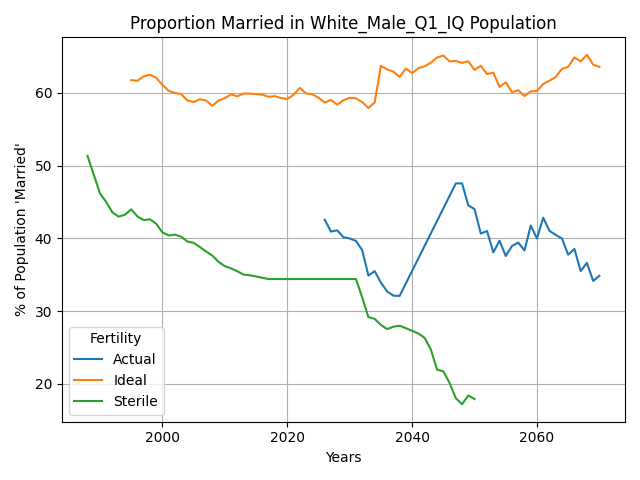 Proportion Married in White_Male_Q1_IQ Population
% of Population 'Married'
60
50
40
30
20
Fertility
Actual
Ideal
Sterile
2000 2020 2040 2060
Years